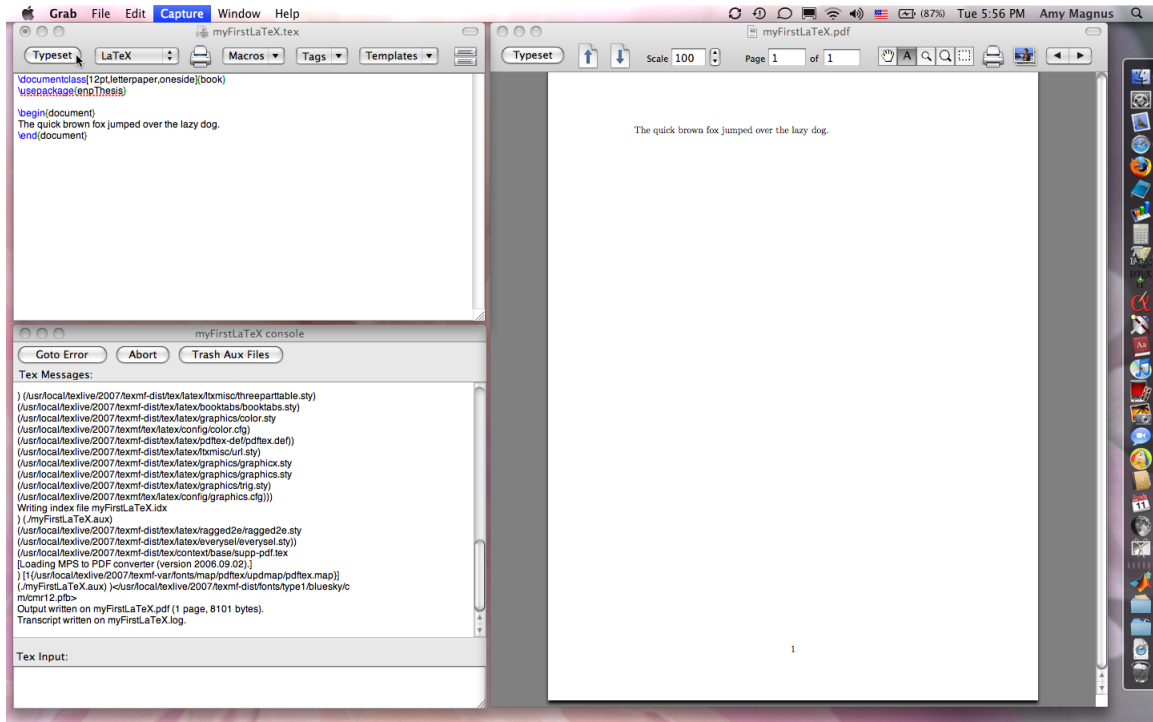 Grab File Edit Capture Window Help (87%) Tue 5:56 PM Amy Magnus
myFirstLaTeX.tex
Typeset LaTeX Macros Tags Templates
\documentclass[12pt,letterpaper,oneside]{book}
\usepackage{enpThesis}
\begin{document}
The quick brown fox jumped over the lazy dog.
\end{document}
myFirstLaTeX console
Goto Error Abort Trash Aux Files
Tex Messages:
) (/usr/local/texlive/2007/texmf-dist/tex/latex/ltxmisc/threeparttable.sty)
(/usr/local/texlive/2007/texmf-dist/tex/latex/booktabs/booktabs.sty)
(/usr/local/texlive/2007/texmf-dist/tex/latex/graphics/color.sty
(/usr/local/texlive/2007/texmf/tex/latex/config/color.cfg)
(/usr/local/texlive/2007/texmf-dist/tex/latex/pdftex-def/pdftex.def))
(/usr/local/texlive/2007/texmf-dist/tex/latex/ltxmisc/url.sty)
(/usr/local/texlive/2007/texmf-dist/tex/latex/graphics/graphicx.sty
(/usr/local/texlive/2007/texmf-dist/tex/latex/graphics/graphics.sty
(/usr/local/texlive/2007/texmf-dist/tex/latex/graphics/trig.sty)
(/usr/local/texlive/2007/texmf/tex/latex/config/graphics.cfg)))
Writing index file myFirstLaTeX.idx
) (./myFirstLaTeX.aux)
(/usr/local/texlive/2007/texmf-dist/tex/latex/ragged2e/ragged2e.sty
(/usr/local/texlive/2007/texmf-dist/tex/latex/everysel/everysel.sty))
(/usr/local/texlive/2007/texmf-dist/tex/context/base/supp-pdf.tex
[Loading MPS to PDF converter (version 2006.09.02).]
) [1{/usr/local/texlive/2007/texmf-var/fonts/map/pdftex/updmap/pdftex.map}]
(./myFirstLaTeX.aux) )</usr/local/texlive/2007/texmf-dist/fonts/type1/bluesky/c
m/cmr12.pfb>
Output written on myFirstLaTeX.pdf (1 page, 8101 bytes).
Transcript written on myFirstLaTeX.log.
Tex Input:
myFirstLaTeX.pdf
Typeset Scale 100 Page 1 of 1 A
The quick brown fox jumped over the lazy dog.
1
Aa
11